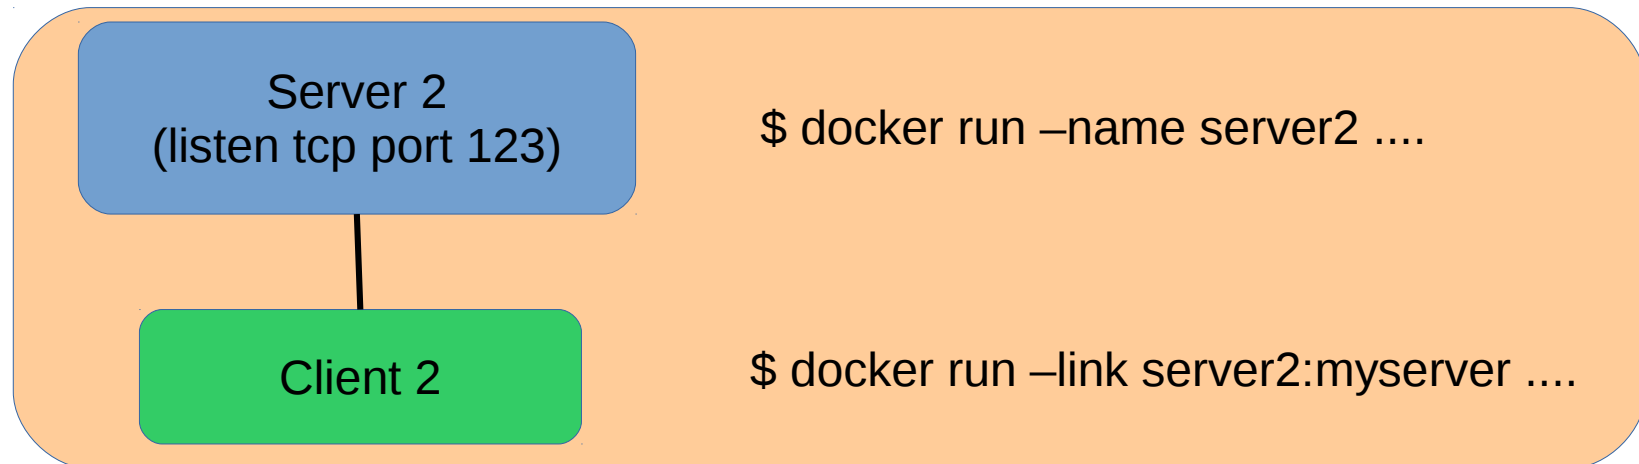 Server 2
(listen tcp port 123)
$ docker run –name server2 ....
Client 2
$ docker run –link server2:myserver ....